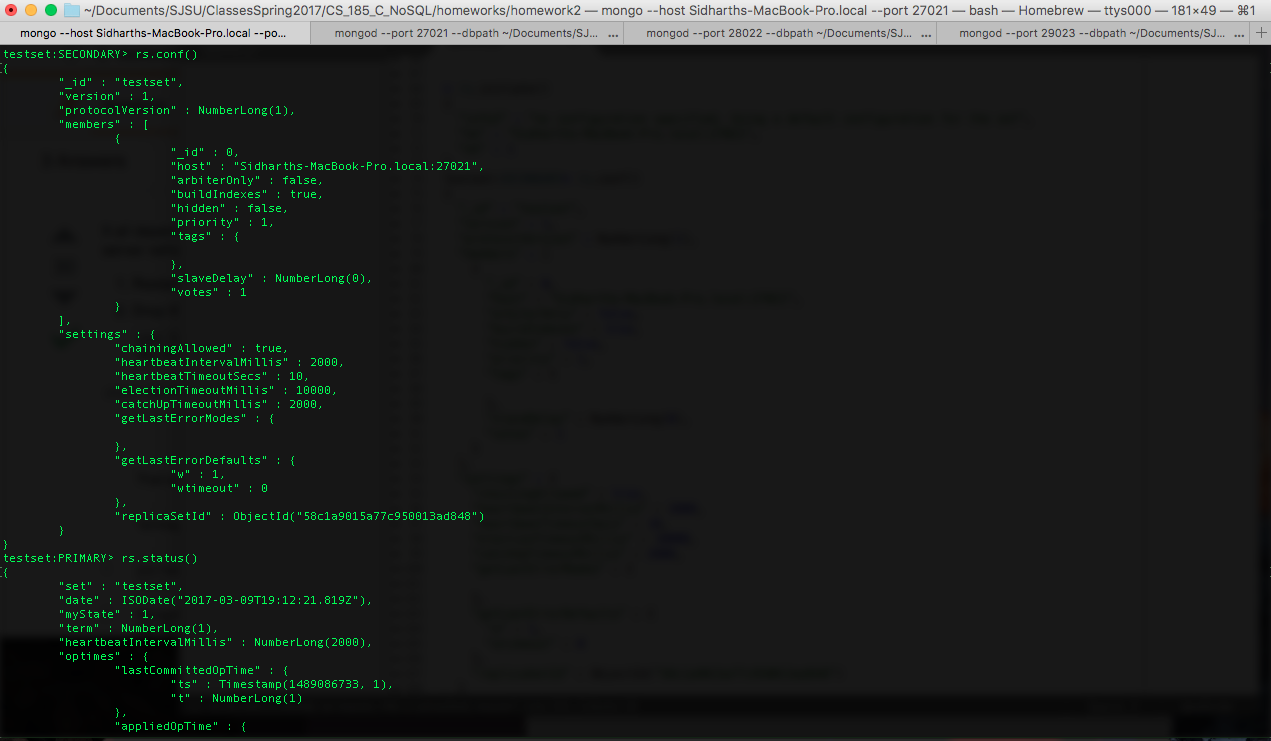 ~/Documents/SJSU/ClassesSpring2017/CS_185_C_NoSQL/homeworks/homework2 — mongo --host Sidharths-MacBook-Pro.local --port 27021 — bash — Homebrew — ttys000 — 181×49 — ⌘1
mongo --host Sidharths-MacBook-Pro.local --po... mongod --port 27021 --dbpath ~/Documents/SJ... ... mongod --port 28022 --dbpath ~/Documents/SJ... ... mongod --port 29023 --dbpath ~/Documents/SJ... ... +
testset:SECONDARY> rs.conf()
{
"_id" : "testset",
"version" : 1,
"protocolVersion" : NumberLong(1),
"members" : [
{
"_id" : 0,
"host" : "Sidharths-MacBook-Pro.local:27021",
"arbiterOnly" : false,
"buildIndexes" : true,
"hidden" : false,
"priority" : 1,
"tags" : {
},
"slaveDelay" : NumberLong(0),
"votes" : 1
}
],
"settings" : {
"chainingAllowed" : true,
"heartbeatIntervalMillis" : 2000,
"heartbeatTimeoutSecs" : 10,
"electionTimeoutMillis" : 10000,
"catchUpTimeoutMillis" : 2000,
"getLastErrorModes" : {
},
"getLastErrorDefaults" : {
"w" : 1,
"wtimeout" : 0
},
"replicaSetId" : ObjectId("58c1a9015a77c950013ad848")
}
}
testset:PRIMARY> rs.status()
{
"set" : "testset",
"date" : ISODate("2017-03-09T19:12:21.819Z"),
"myState" : 1,
"term" : NumberLong(1),
"heartbeatIntervalMillis" : NumberLong(2000),
"optimes" : {
"lastCommittedOpTime" : {
"ts" : Timestamp(1489086733, 1),
"t" : NumberLong(1)
},
"appliedOpTime" : {